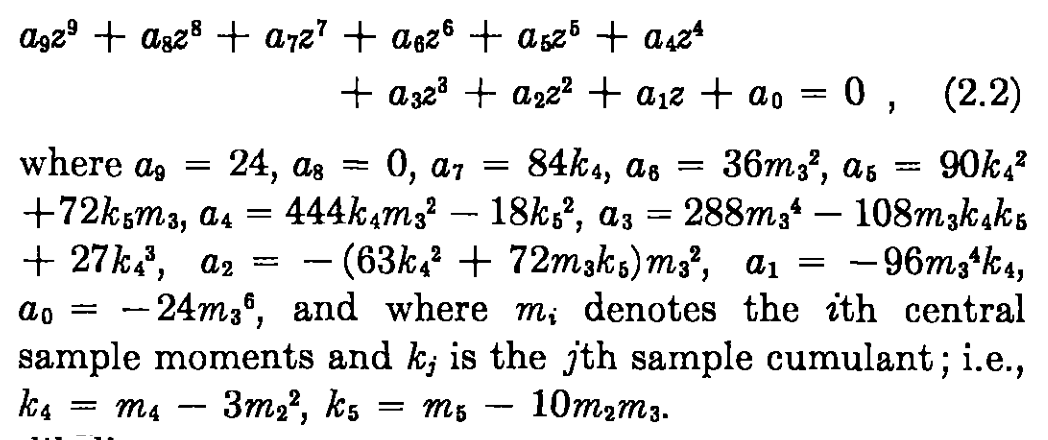 a₉z⁹ + a₈z⁸ + a₇z⁷ + a₆z⁶ + a₅z⁵ + a₄z⁴
+ a₃z³ + a₂z² + a₁z + a₀ = 0 , (2.2)
where a₉ = 24, a₈ = 0, a₇ = 84k₄, a₆ = 36m₃², a₅ = 90k₄²
+72k₅m₃, a₄ = 444k₄m₃² − 18k₅², a₃ = 288m₃⁴ − 108m₃k₄k₅
+ 27k₄³, a₂ = −(63k₄² + 72m₃k₅)m₃², a₁ = −96m₃⁴k₄,
a₀ = −24m₃⁶, and where mᵢ denotes the ith central
sample moments and kⱼ is the jth sample cumulant; i.e.,
k₄ = m₄ − 3m₂², k₅ = m₅ − 10m₂m₃.